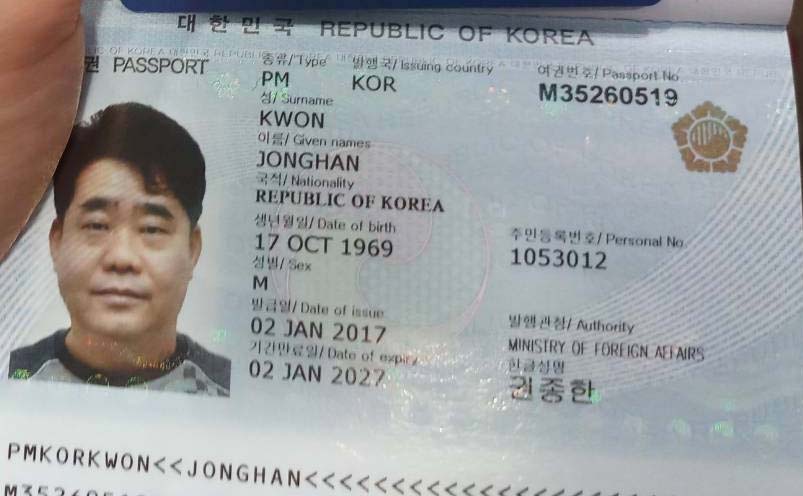 대한민국 REPUBLIC OF KOREA
권 PASSPORT
종류/Type 발행국/Issuing country 여권번호/Passport No.
PM KOR M35260519
성/Surname
KWON
이름/Given names
JONGHAN
국적/Nationality
REPUBLIC OF KOREA
생년월일/Date of birth 주민등록번호/Personal No.
17 OCT 1969 1053012
성별/Sex
M
발급일/Date of issue 발행관청/Authority
02 JAN 2017 MINISTRY OF FOREIGN AFFAIRS
기간만료일/Date of expiry 한글성명
02 JAN 2027 권종한
PMKORKWON<<JONGHAN<<<<<<<<<<<<<<<<